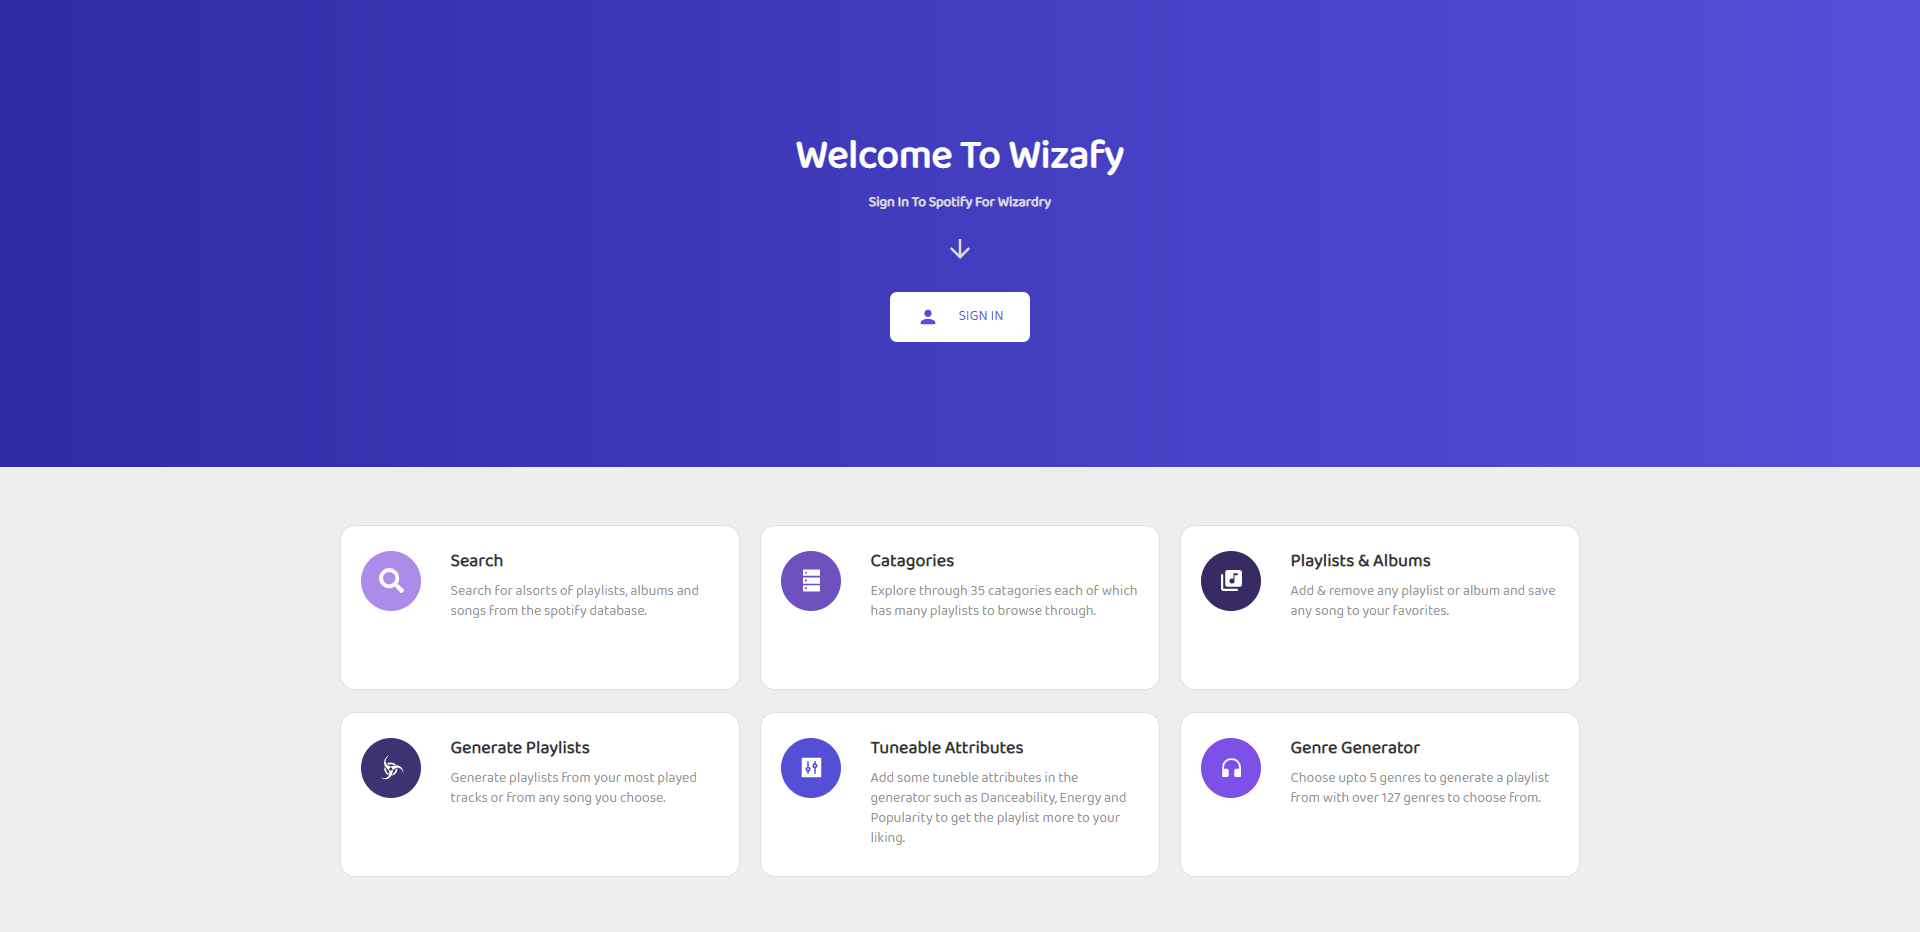 Welcome To Wizafy
Sign In To Spotify For Wizardry
SIGN IN
Search
Search for alsorts of playlists, albums and
songs from the spotify database.
Catagories
Explore through 35 catagories each of which
has many playlists to browse through.
Playlists & Albums
Add & remove any playlist or album and save
any song to your favorites.
Generate Playlists
Generate playlists from your most played
tracks or from any song you choose.
Tuneable Attributes
Add some tuneble attributes in the
generator such as Danceability, Energy and
Popularity to get the playlist more to your
liking.
Genre Generator
Choose upto 5 genres to generate a playlist
from with over 127 genres to choose from.